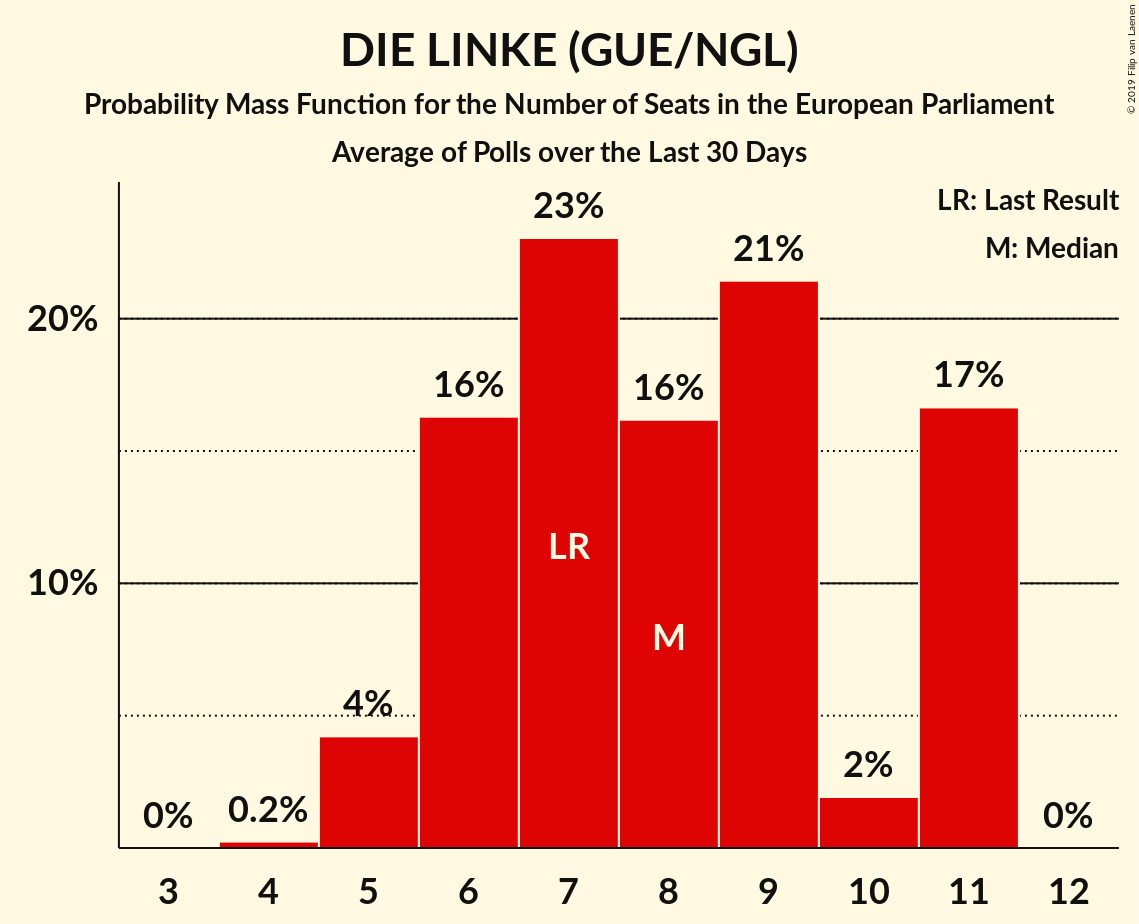 DIE LINKE (GUE/NGL)
Probability Mass Function for the Number of Seats in the European Parliament
Average of Polls over the Last 30 Days
© 2019 Filip van Laenen
LR: Last Result
M: Median
20%
10%
0%
0.2%
4%
16%
23%
16%
21%
2%
17%
0%
LR
M
3 4 5 6 7 8 9 10 11 12